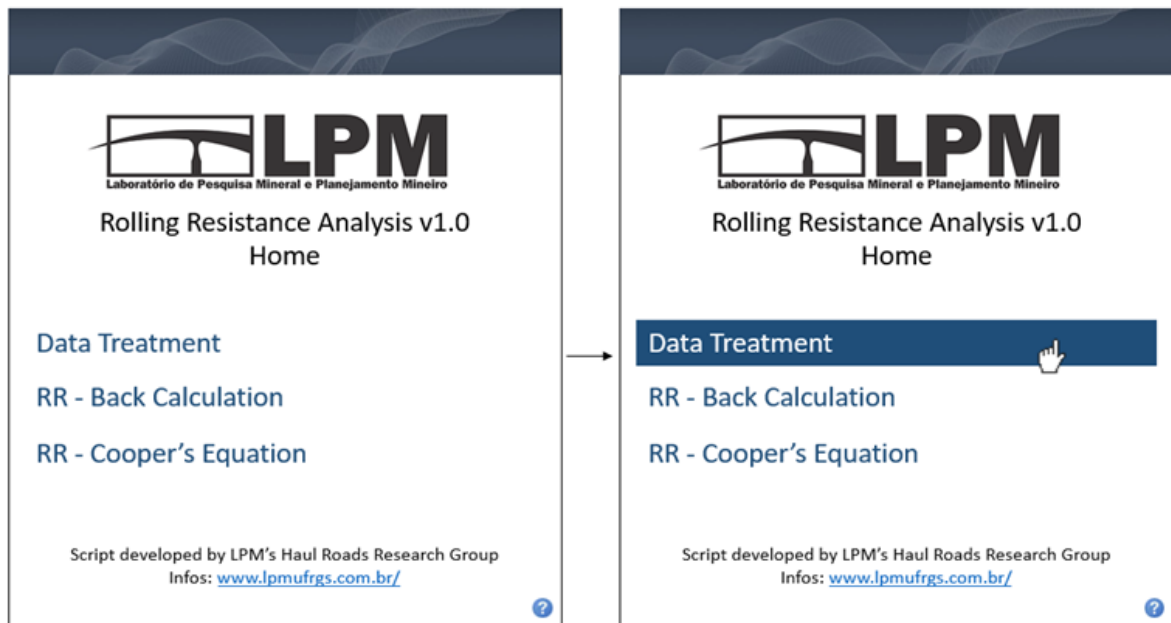 LPM
Laboratório de Pesquisa Mineral e Planejamento Mineiro
Rolling Resistance Analysis v1.0
Home
Data Treatment
RR - Back Calculation
RR - Cooper’s Equation
Script developed by LPM’s Haul Roads Research Group
Infos: www.lpmufrgs.com.br/
?
LPM
Laboratório de Pesquisa Mineral e Planejamento Mineiro
Rolling Resistance Analysis v1.0
Home
Data Treatment
RR - Back Calculation
RR - Cooper’s Equation
Script developed by LPM’s Haul Roads Research Group
Infos: www.lpmufrgs.com.br/
?